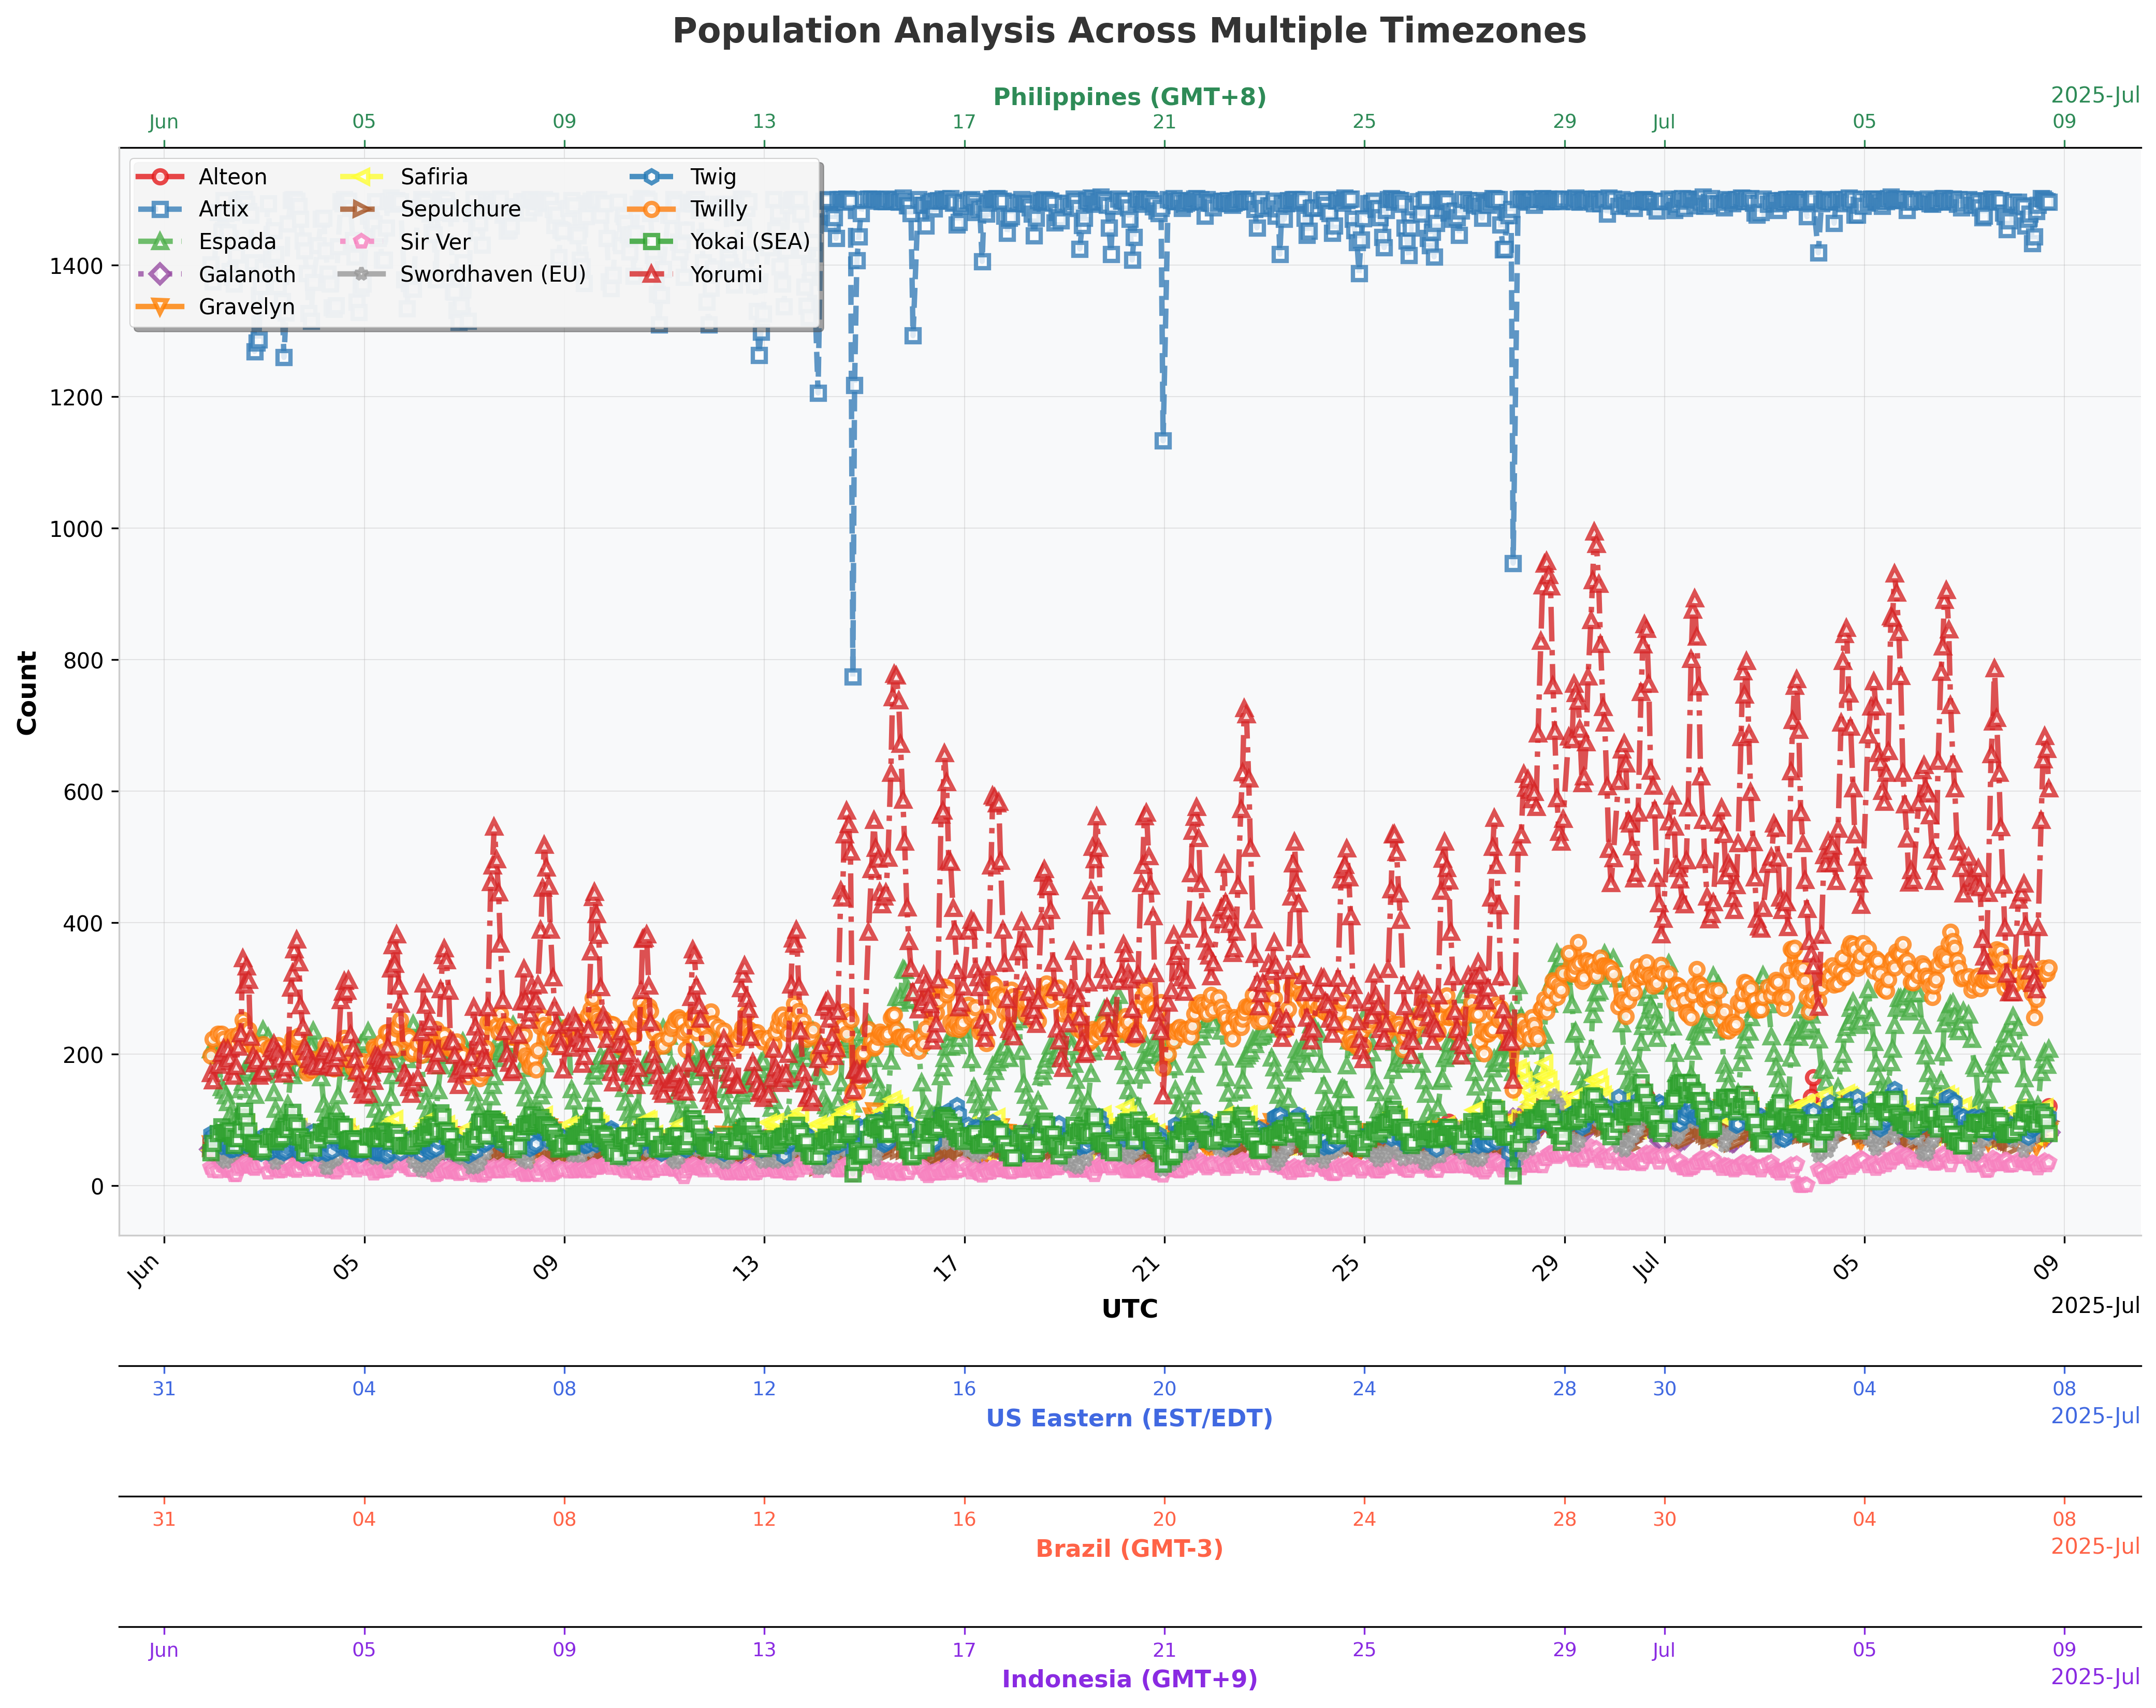 Population Analysis Across Multiple Timezones
Philippines (GMT+8)
2025-Jul
Jun 05 09 13 17 21 25 29 Jul 05 09
Alteon Safiria Twig
Artix Sepulchure Twilly
Espada Sir Ver Yokai (SEA)
Galanoth Swordhaven (EU) Yorumi
Gravelyn
1400
1200
1000
800
600
400
200
0
Count
Jun 05 09 13 17 21 25 29 Jul 05 09
UTC
2025-Jul
31 04 08 12 16 20 24 28 30 04 08
US Eastern (EST/EDT)
2025-Jul
31 04 08 12 16 20 24 28 30 04 08
Brazil (GMT-3)
2025-Jul
Jun 05 09 13 17 21 25 29 Jul 05 09
Indonesia (GMT+9)
2025-Jul